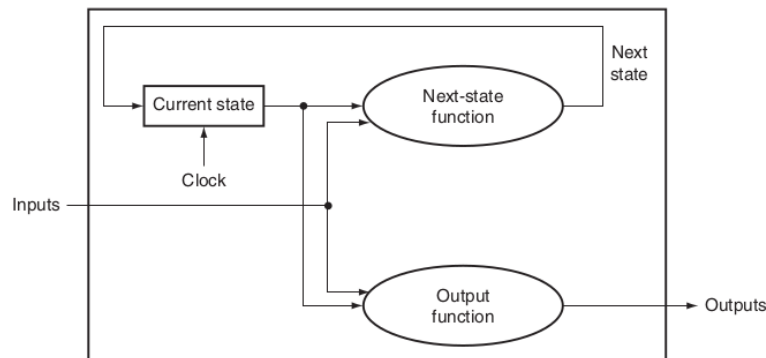 Next
state
Current state
Next-state
function
Clock
Inputs
Output
function
Outputs